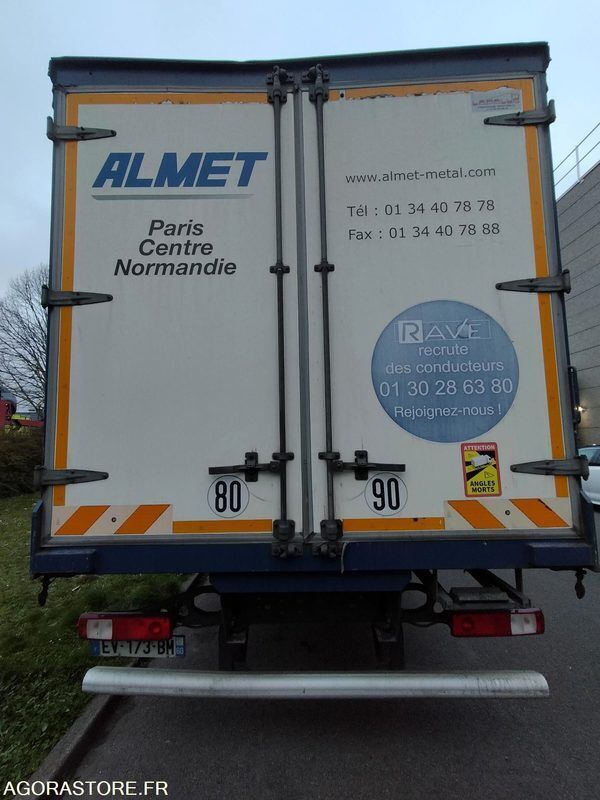 ALMET
Paris
Centre
Normandie
www.almet-metal.com
Tél : 01 34 40 78 78
Fax : 01 34 40 78 88
RAVE
recrute
des conducteurs
01 30 28 63 80
Rejoignez-nous !
ATTENTION
ANGLES
MORTS
80
90
EV-173-BM
AGORASTORE.FR